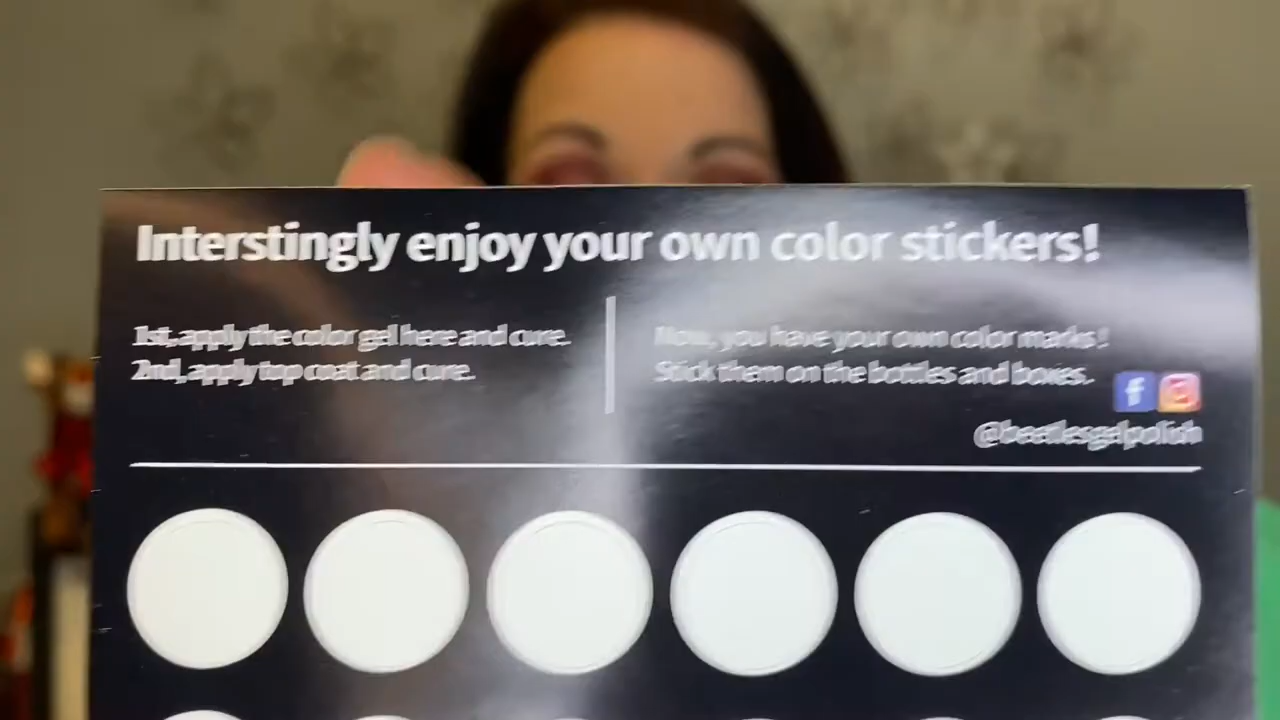 Interstingly enjoy your own color stickers!
1st, apply the color gel here and cure.
2nd, apply top coat and cure.
Now, you have your own color marks!
Stick them on the bottles and boxes.
@beetlesgelpolish